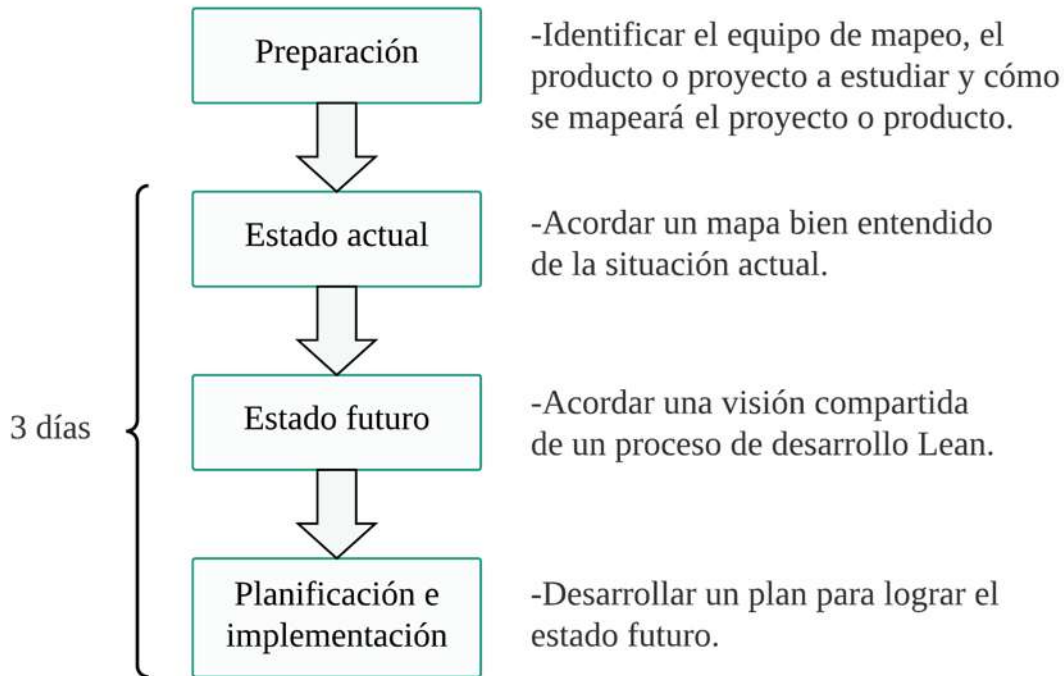 Preparación
-Identificar el equipo de mapeo, el
producto o proyecto a estudiar y cómo
se mapeará el proyecto o producto.
Estado actual
-Acordar un mapa bien entendido
de la situación actual.
3 días
Estado futuro
-Acordar una visión compartida
de un proceso de desarrollo Lean.
Planificación e
implementación
-Desarrollar un plan para lograr el
estado futuro.